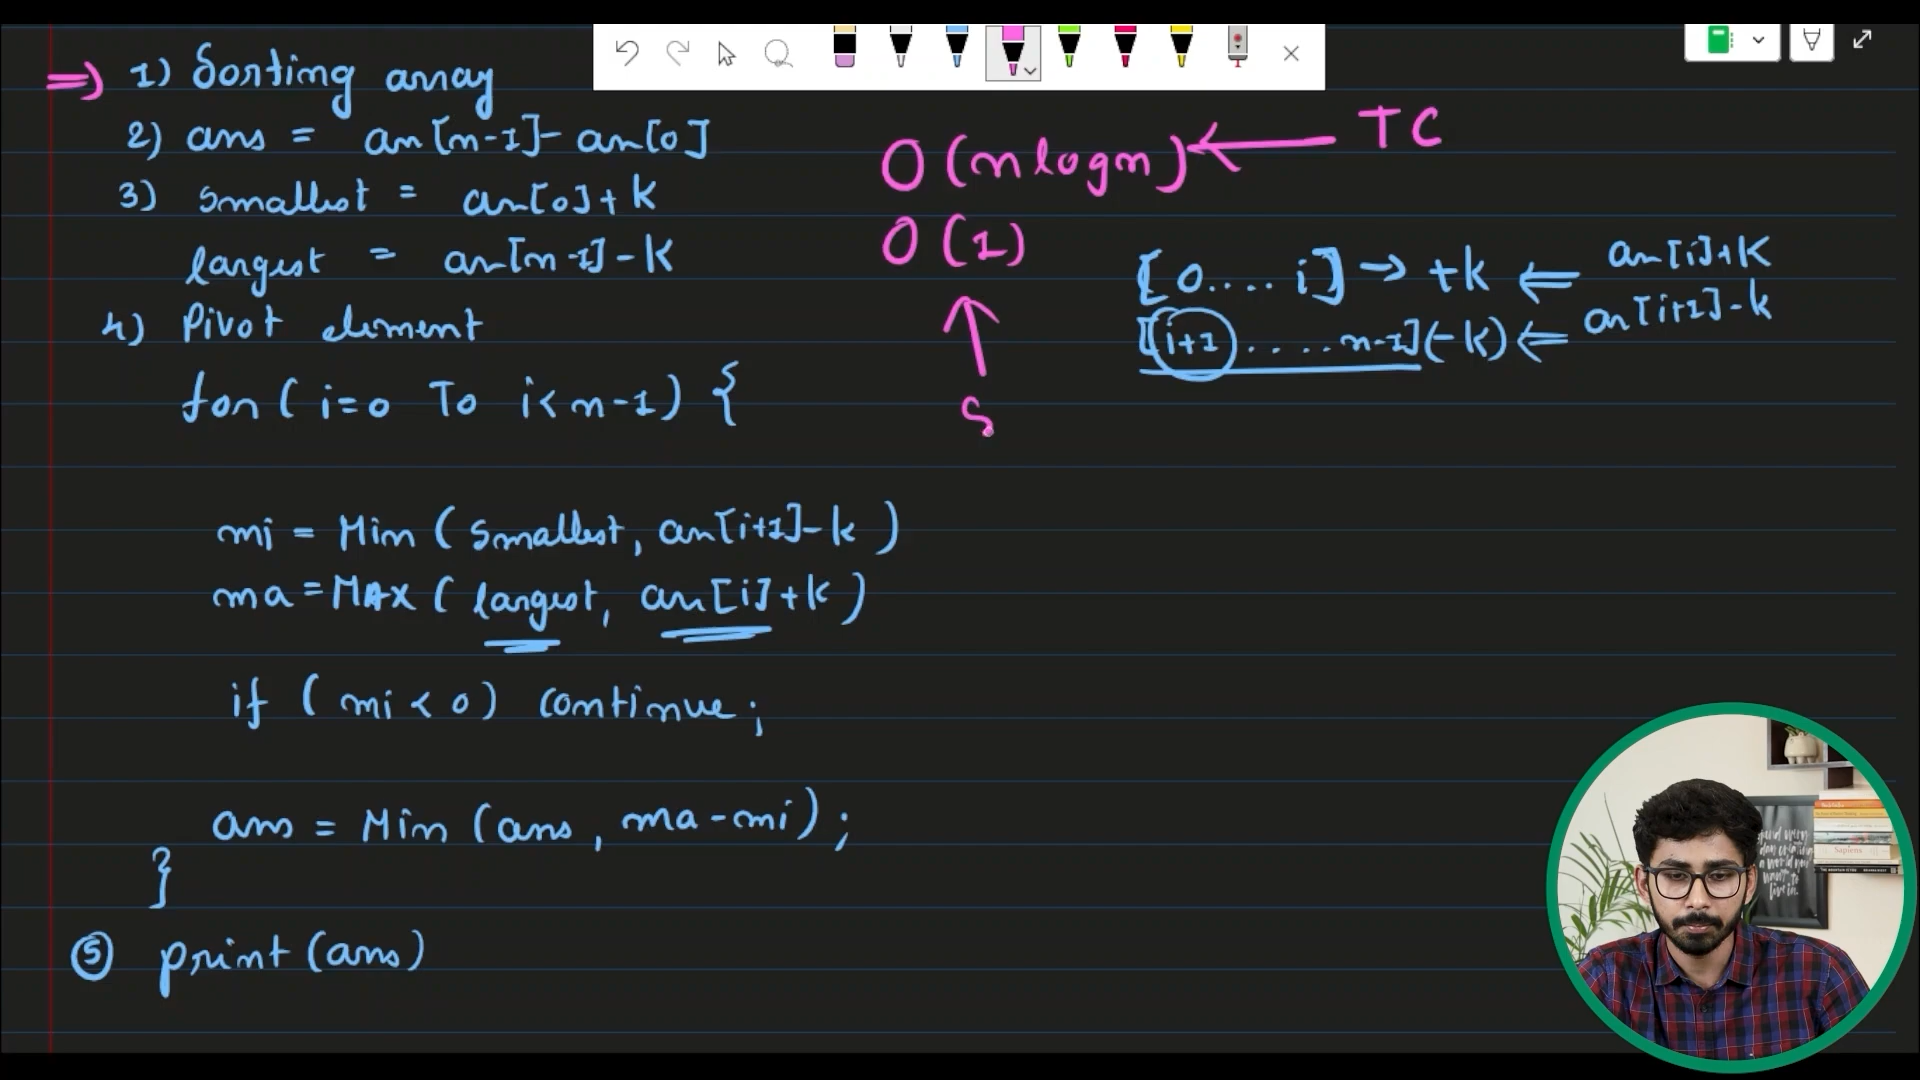 => 1) Sorting array
2) ans = arr[n-1]- arr[0]
3) smallest = arr[0]+k
largest = arr[n-1]-k
4) Pivot element
for( i=0 To i<n-1) {
mi = Min ( smallest, arr[i+1]-k )
ma = MAX ( largest, arr[i]+k )
if ( mi < 0 ) continue;
ans = Min (ans, ma-mi) ;
}
5 print (ans)
O(n log n) ← TC
O(1)
↑
S
[0.... i] → +k ⇐ arr[i]+k
[i+1 ..... n-1](-k) ⇐ arr[i+1]-k
Sapiens